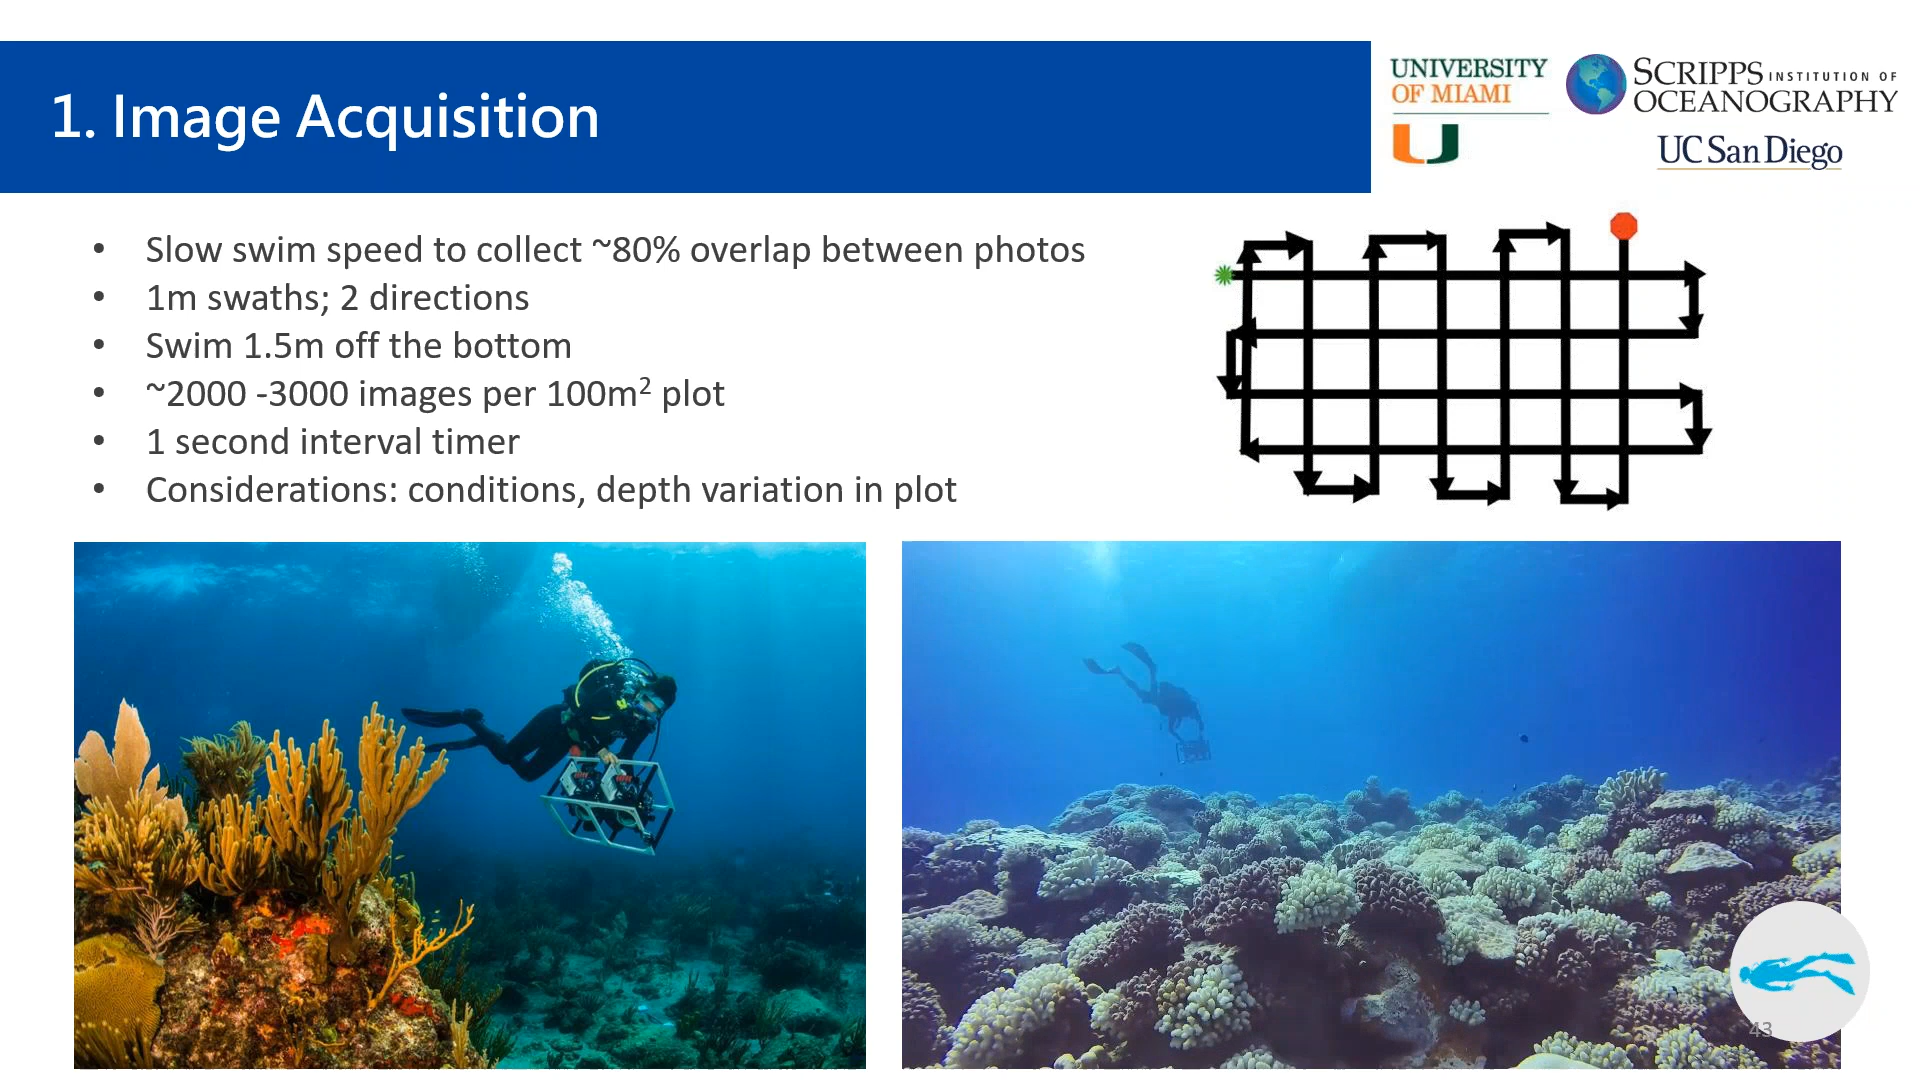 1. Image Acquisition
UNIVERSITY
OF MIAMI
SCRIPPS INSTITUTION OF
OCEANOGRAPHY
UC San Diego
• Slow swim speed to collect ~80% overlap between photos
• 1m swaths; 2 directions
• Swim 1.5m off the bottom
• ~2000 -3000 images per 100m² plot
• 1 second interval timer
• Considerations: conditions, depth variation in plot
43